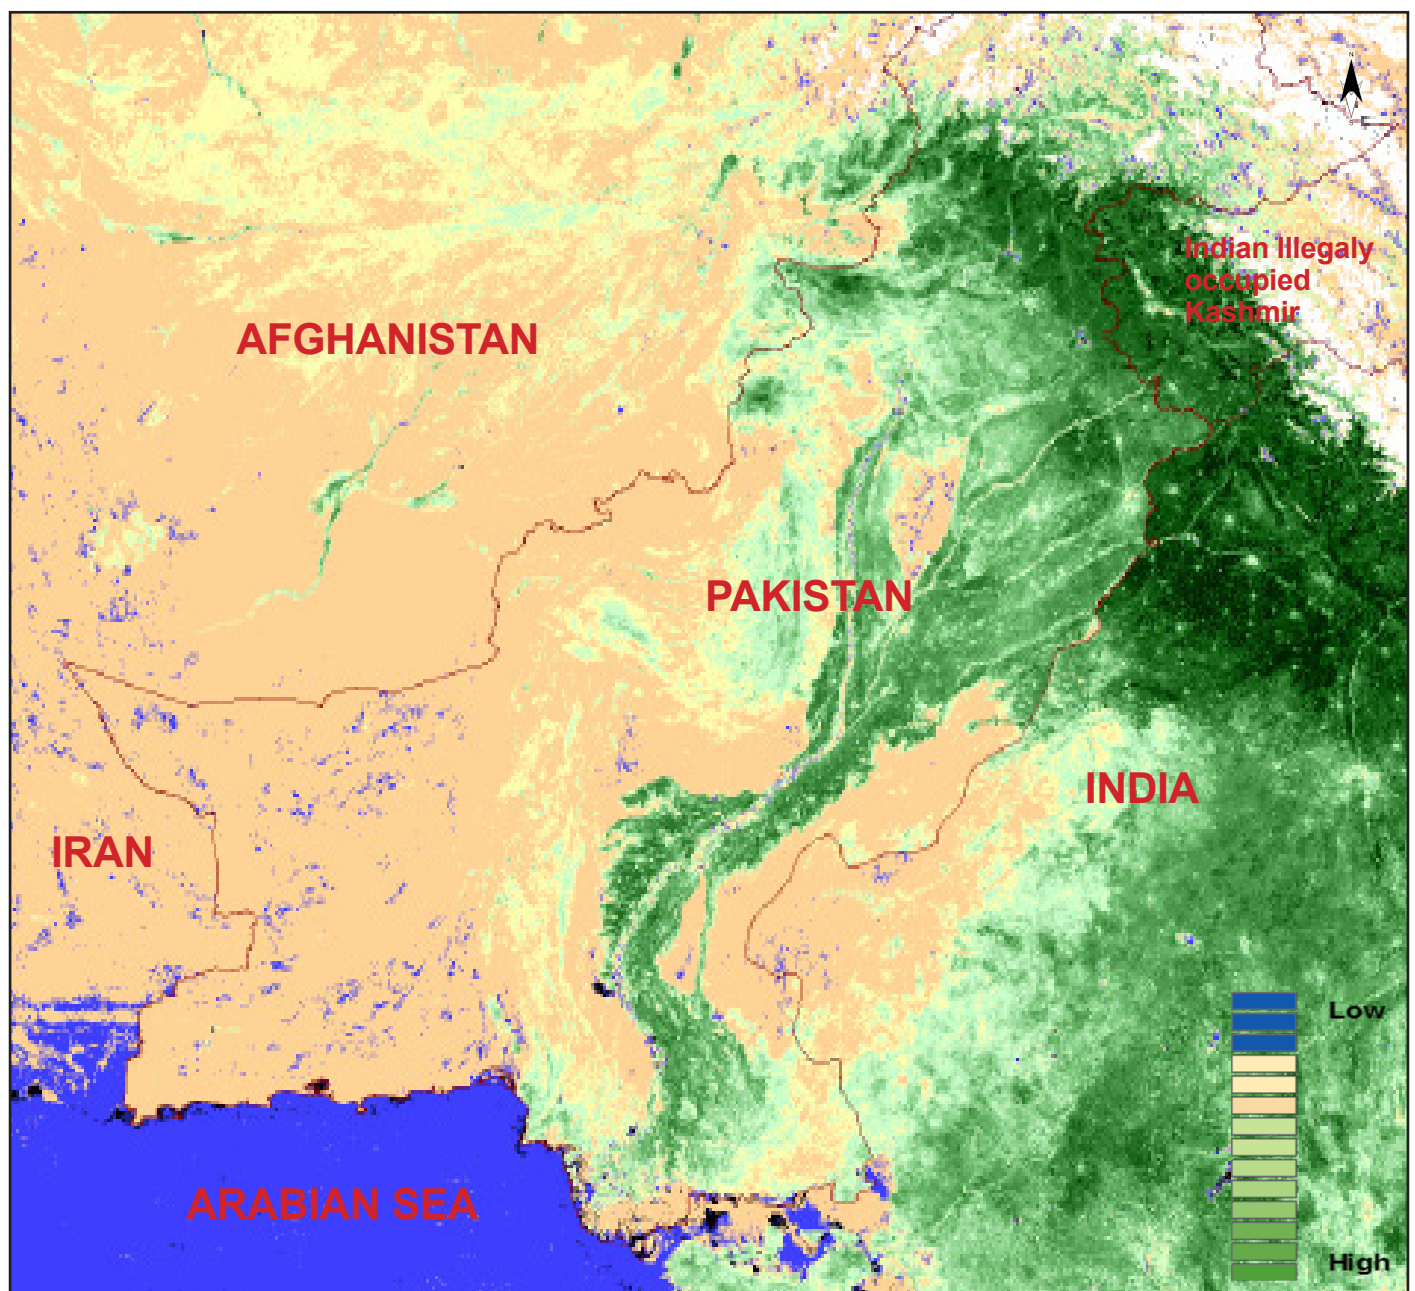 N
Indian Illegaly
occupied
Kashmir
AFGHANISTAN
PAKISTAN
INDIA
IRAN
Low
ARABIAN SEA
High